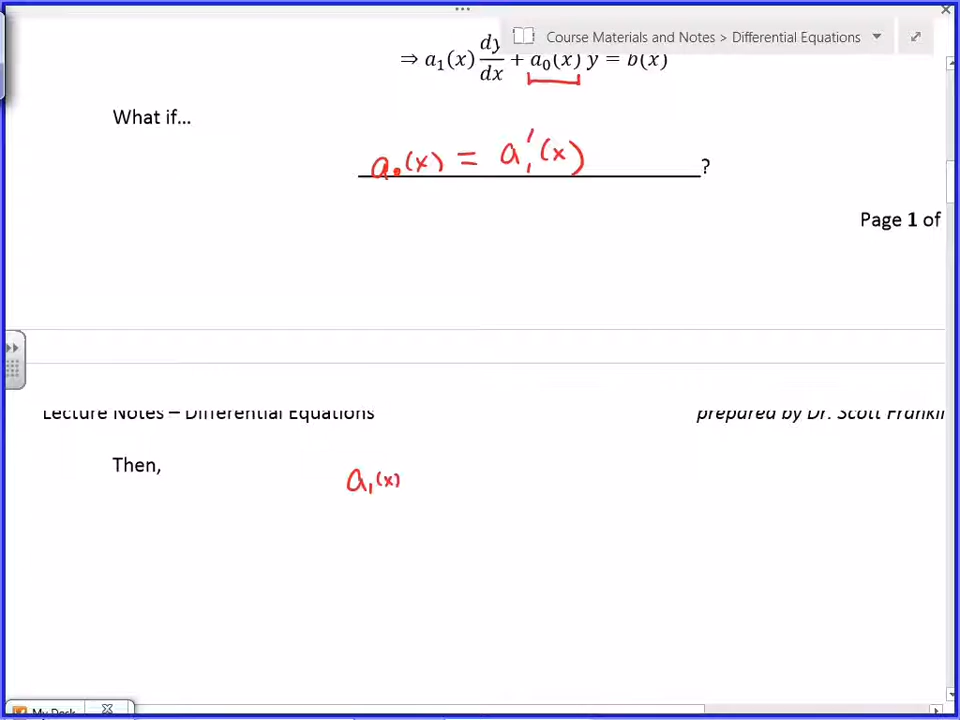 Course Materials and Notes > Differential Equations
⇒ a₁(x) dy/dx + a₀(x) y = b(x)
What if...
a₀(x) = a₁′(x) ?
Page 1 of
Lecture Notes – Differential Equations
prepared by Dr. Scott Franklin
Then,
a₁(x)
My Desk